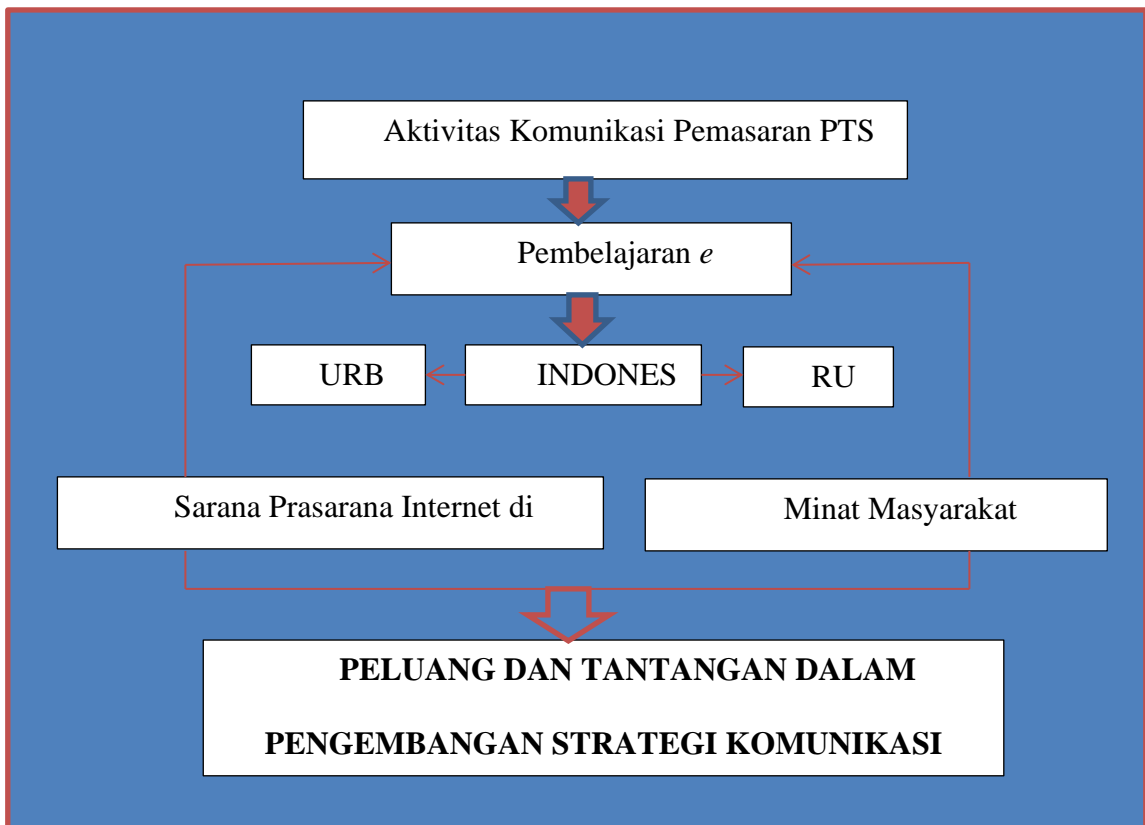 Aktivitas Komunikasi Pemasaran PTS
Pembelajaran e
URB
INDONES
RU
Sarana Prasarana Internet di
Minat Masyarakat
PELUANG DAN TANTANGAN DALAM
PENGEMBANGAN STRATEGI KOMUNIKASI